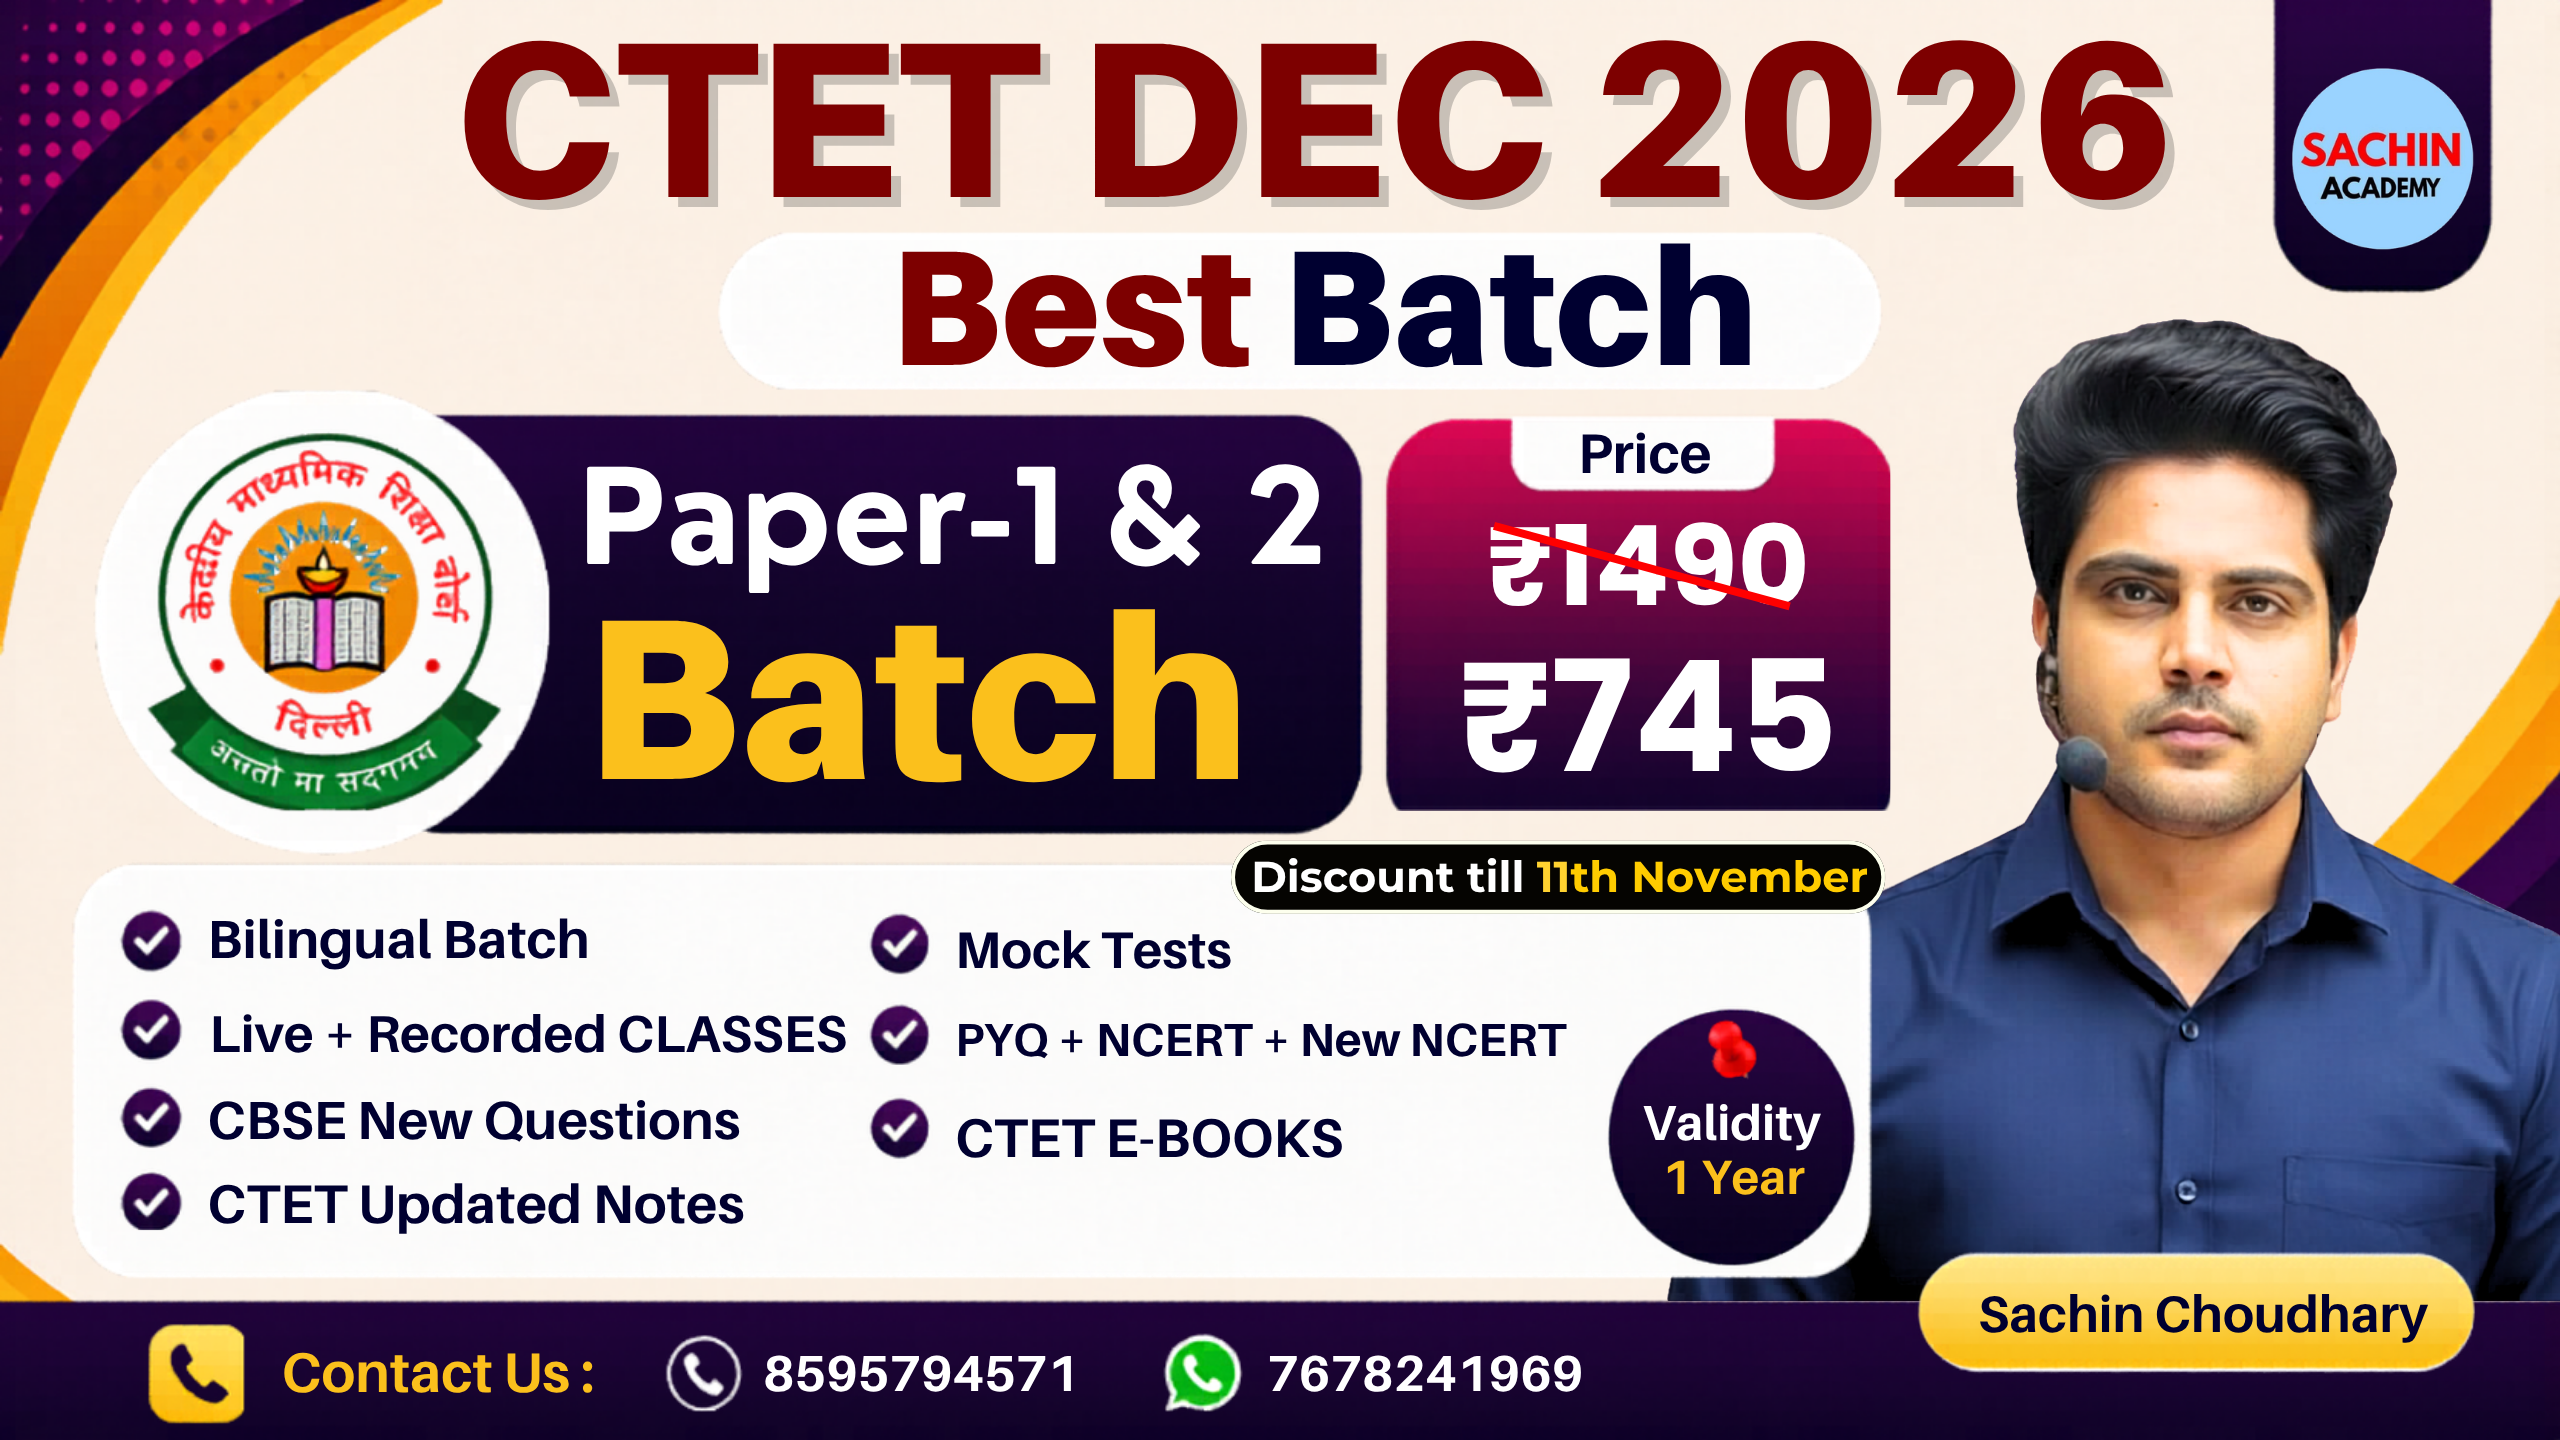 CTET DEC 2026
SACHIN
ACADEMY
Best Batch
केन्द्रीय माध्यमिक शिक्षा बोर्ड
दिल्ली
असतो मा सदगमय
Paper-1 & 2
Batch
Price
₹1490
₹745
Discount till 11th November
Bilingual Batch
Live + Recorded CLASSES
CBSE New Questions
CTET Updated Notes
Mock Tests
PYQ + NCERT + New NCERT
CTET E-BOOKS
Validity
1 Year
Sachin Choudhary
Contact Us :
8595794571
7678241969